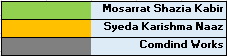 Mosarrat Shazia Kabir
Syeda Karishma Naaz
Comdind Works